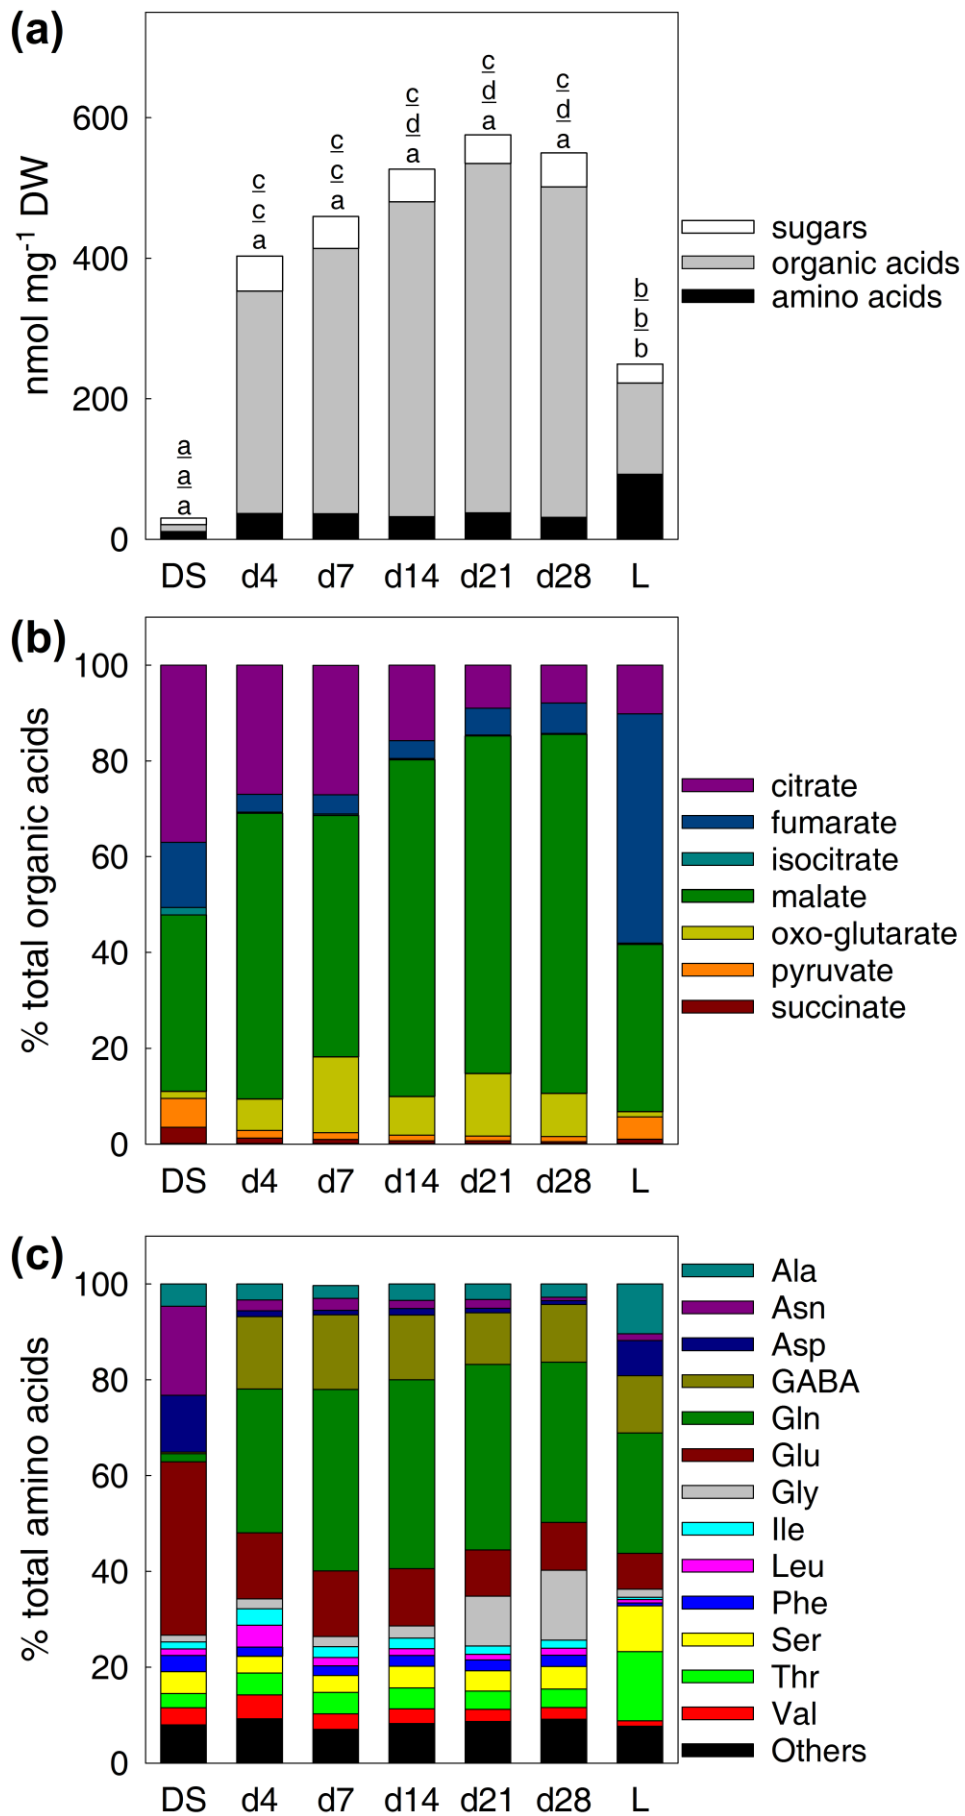 (a)
nmol mg-1 DW
600
400
200
0
a
a
a
c
c
a
c
c
a
c
d
a
c
d
a
c
d
a
b
b
b
DS d4 d7 d14 d21 d28 L
sugars
organic acids
amino acids
(b)
% total organic acids
100
80
60
40
20
0
DS d4 d7 d14 d21 d28 L
citrate
fumarate
isocitrate
malate
oxo-glutarate
pyruvate
succinate
(c)
% total amino acids
100
80
60
40
20
0
DS d4 d7 d14 d21 d28 L
Ala
Asn
Asp
GABA
Gln
Glu
Gly
Ile
Leu
Phe
Ser
Thr
Val
Others